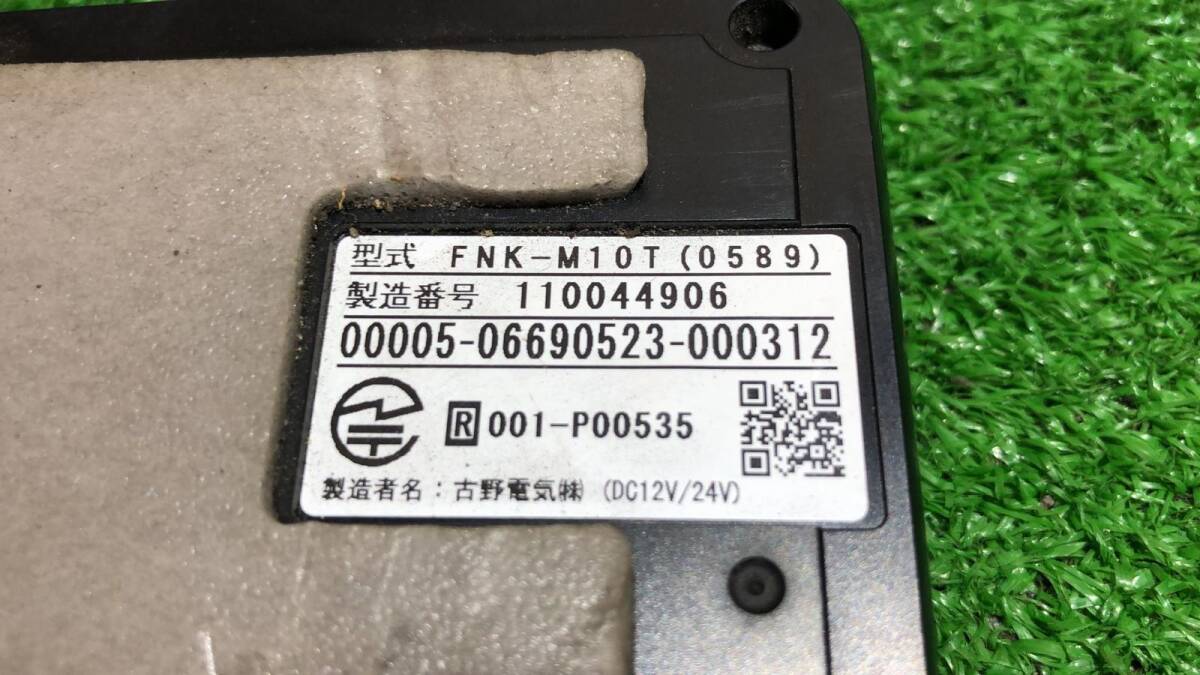 型式 FNK-M10T(0589)
製造番号 110044906
00005-06690523-000312
R 001-P00535
製造者名：古野電気㈱ (DC12V/24V)